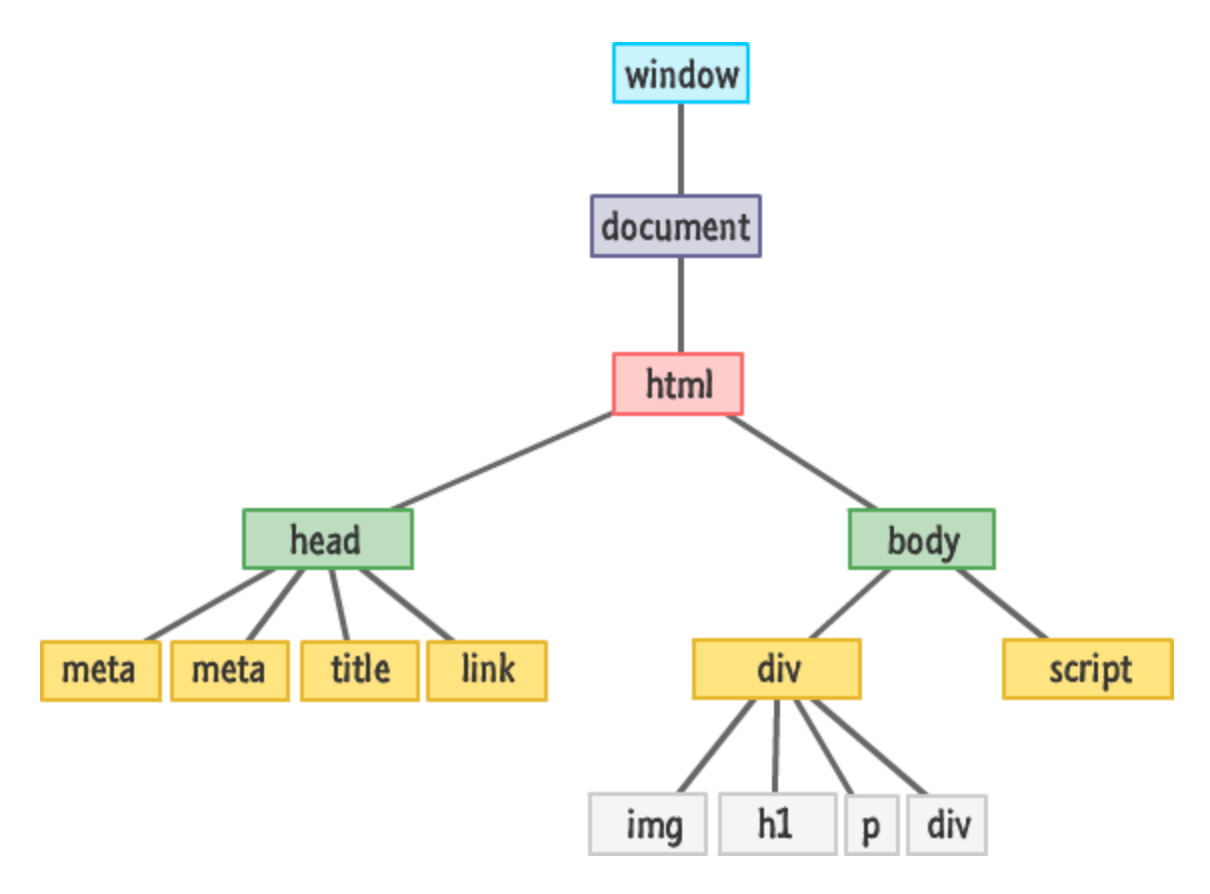 window
document
html
head
body
meta
meta
title
link
div
script
img
h1
p
div